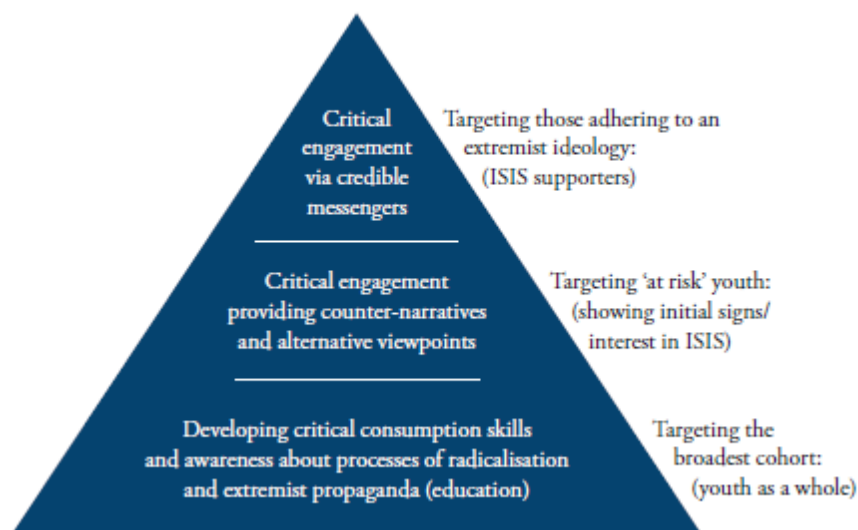 Critical
engagement
via credible
messengers
Targeting those adhering to an
extremist ideology:
(ISIS supporters)
Critical engagement
providing counter-narratives
and alternative viewpoints
Targeting ‘at risk’ youth:
(showing initial signs/
interest in ISIS)
Developing critical consumption skills
and awareness about processes of radicalisation
and extremist propaganda (education)
Targeting the
broadest cohort:
(youth as a whole)